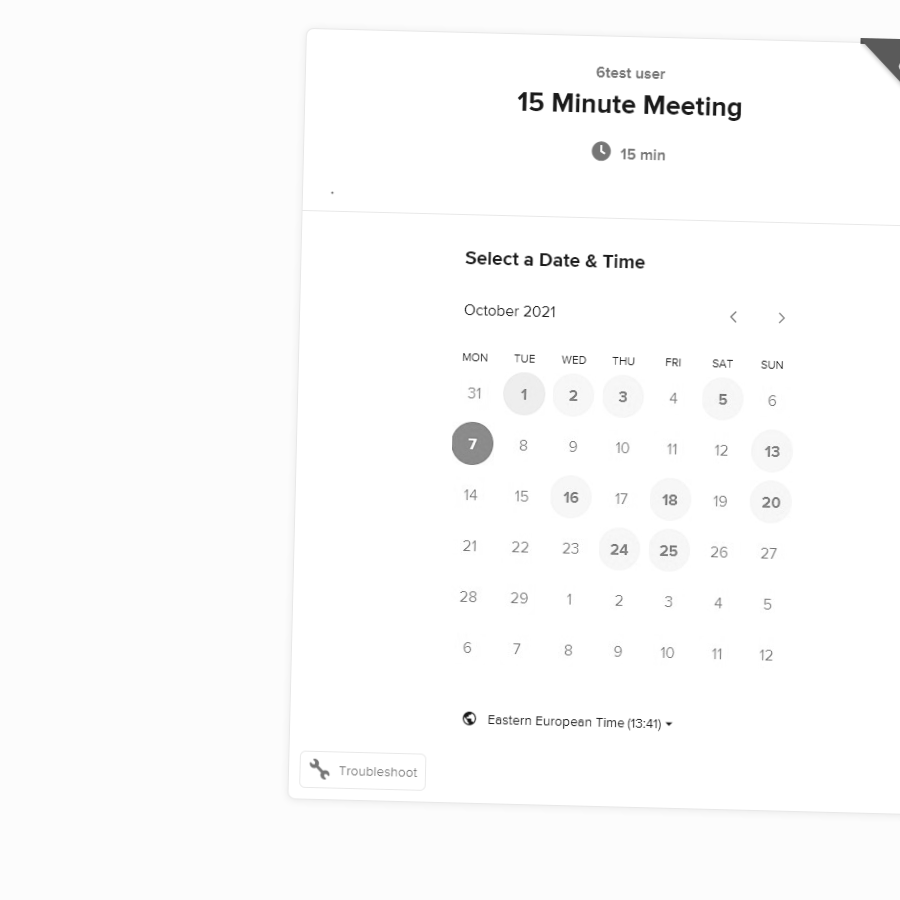 6test user
15 Minute Meeting
15 min
.
Select a Date & Time
October 2021
MON TUE WED THU FRI SAT SUN
31 1 2 3 4 5 6
7 8 9 10 11 12 13
14 15 16 17 18 19 20
21 22 23 24 25 26 27
28 29 1 2 3 4 5
6 7 8 9 10 11 12
Eastern European Time (13:41)
Troubleshoot